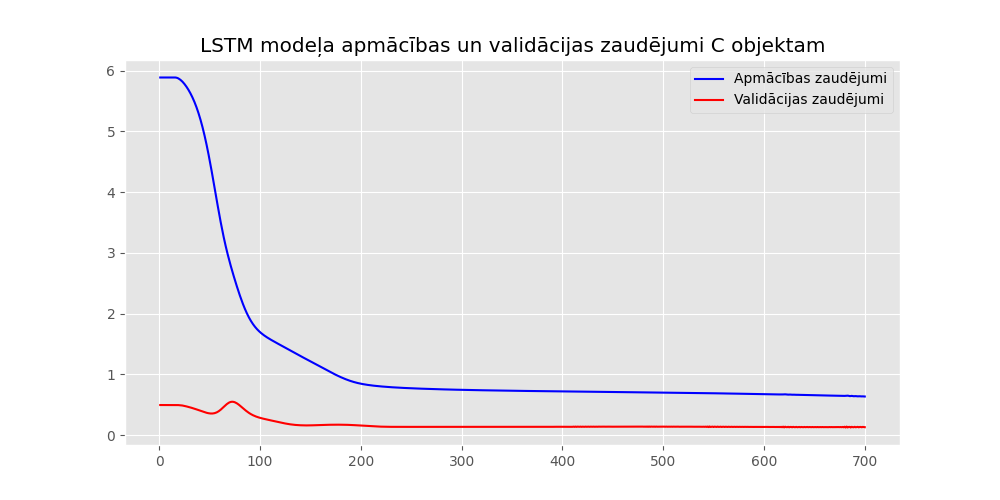 LSTM modeļa apmācības un validācijas zaudējumi C objektam
Apmācības zaudējumi
Validācijas zaudējumi
6
5
4
3
2
1
0
0 100 200 300 400 500 600 700